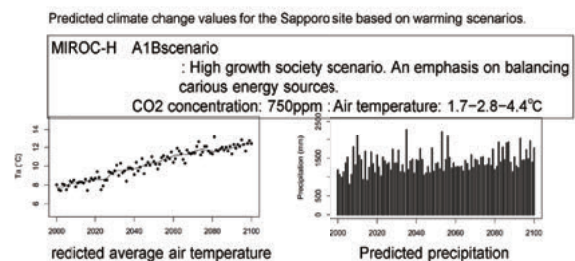 Predicted climate change values for the Sapporo site based on warming scenarios.
MIROC-H A1Bscenario
: High growth society scenario. An emphasis on balancing
carious energy sources.
CO2 concentration: 750ppm : Air temperature: 1.7−2.8−4.4℃
Ta (°C)
6 8 10 12 14
2000 2020 2040 2060 2080 2100
redicted average air temperature
Precipitation (mm)
0 500 1500 2500
2000 2020 2040 2060 2080 2100
Predicted precipitation